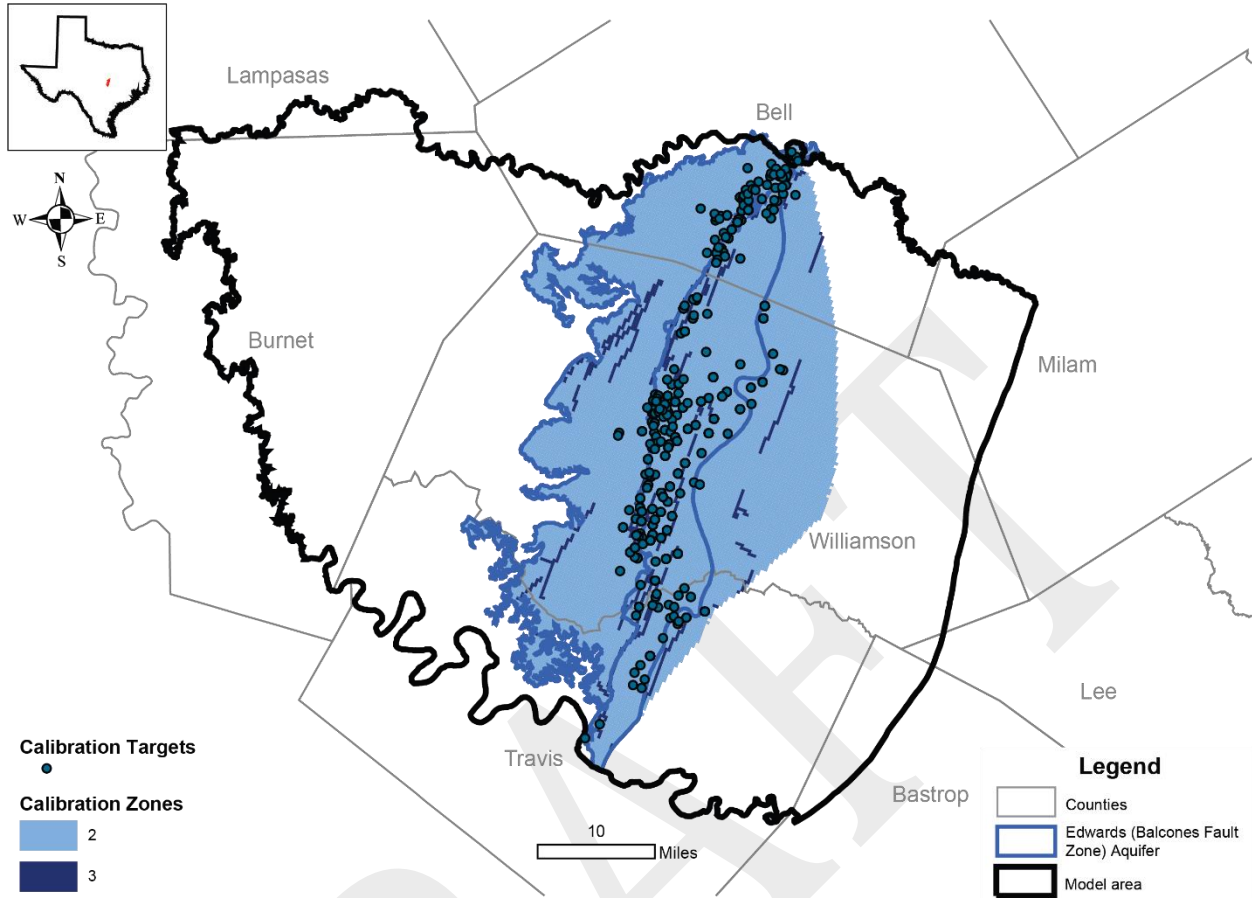 Lampasas
Bell
N
W E
S
Burnet
Milam
Williamson
Lee
Travis
Bastrop
Calibration Targets
Calibration Zones
2
3
10
Miles
Legend
Counties
Edwards (Balcones Fault
Zone) Aquifer
Model area
DRAFT